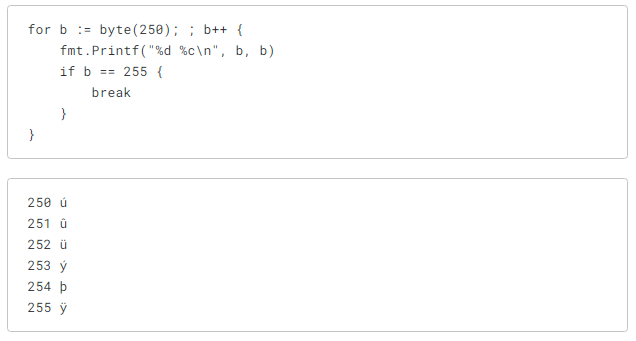 for b := byte(250); ; b++ {
    fmt.Printf("%d %c\n", b, b)
    if b == 255 {
        break
    }
}
250 ú
251 û
252 ü
253 ý
254 þ
255 ÿ